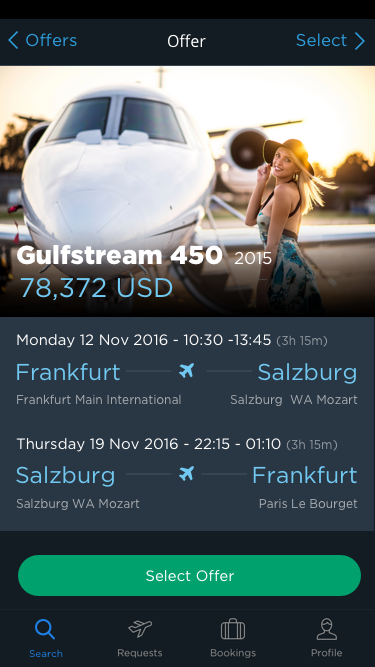 Offers Offer Select
Gulfstream 450 2015
78,372 USD
Monday 12 Nov 2016 - 10:30 -13:45 (3h 15m)
Frankfurt Salzburg
Frankfurt Main International Salzburg WA Mozart
Thursday 19 Nov 2016 - 22:15 - 01:10 (3h 15m)
Salzburg Frankfurt
Salzburg WA Mozart Paris Le Bourget
Select Offer
Search Requests Bookings Profile